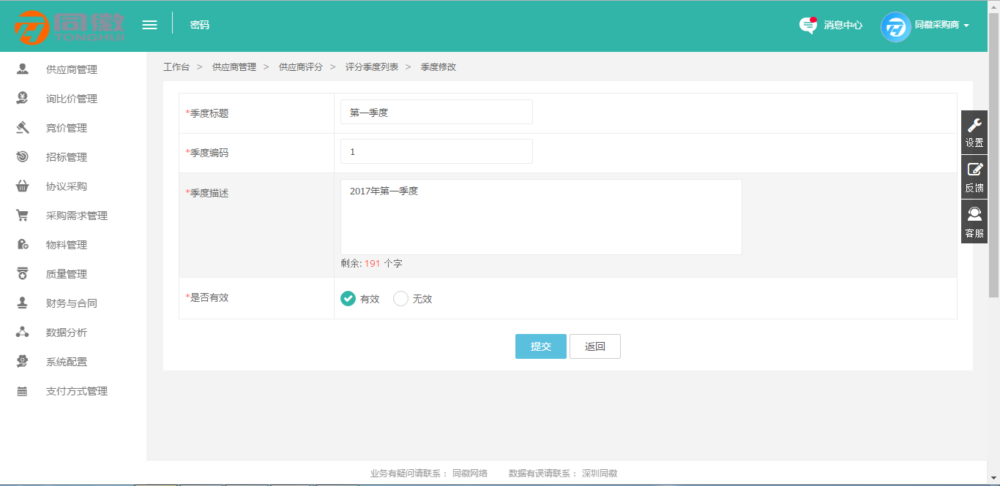 同徽
TONGHUI
密码
消息中心
同徽采购商
供应商管理
询比价管理
竞价管理
招标管理
协议采购
采购需求管理
物料管理
质量管理
财务与合同
数据分析
系统配置
支付方式管理
工作台 > 供应商管理 > 供应商评分 > 评分季度列表 > 季度修改
*季度标题
第一季度
*季度编码
1
*季度描述
2017年第一季度
剩余: 191 个字
*是否有效
有效 无效
提交 返回
设置
反馈
客服
业务有疑问请联系： 同徽网络 数据有误请联系： 深圳同徽